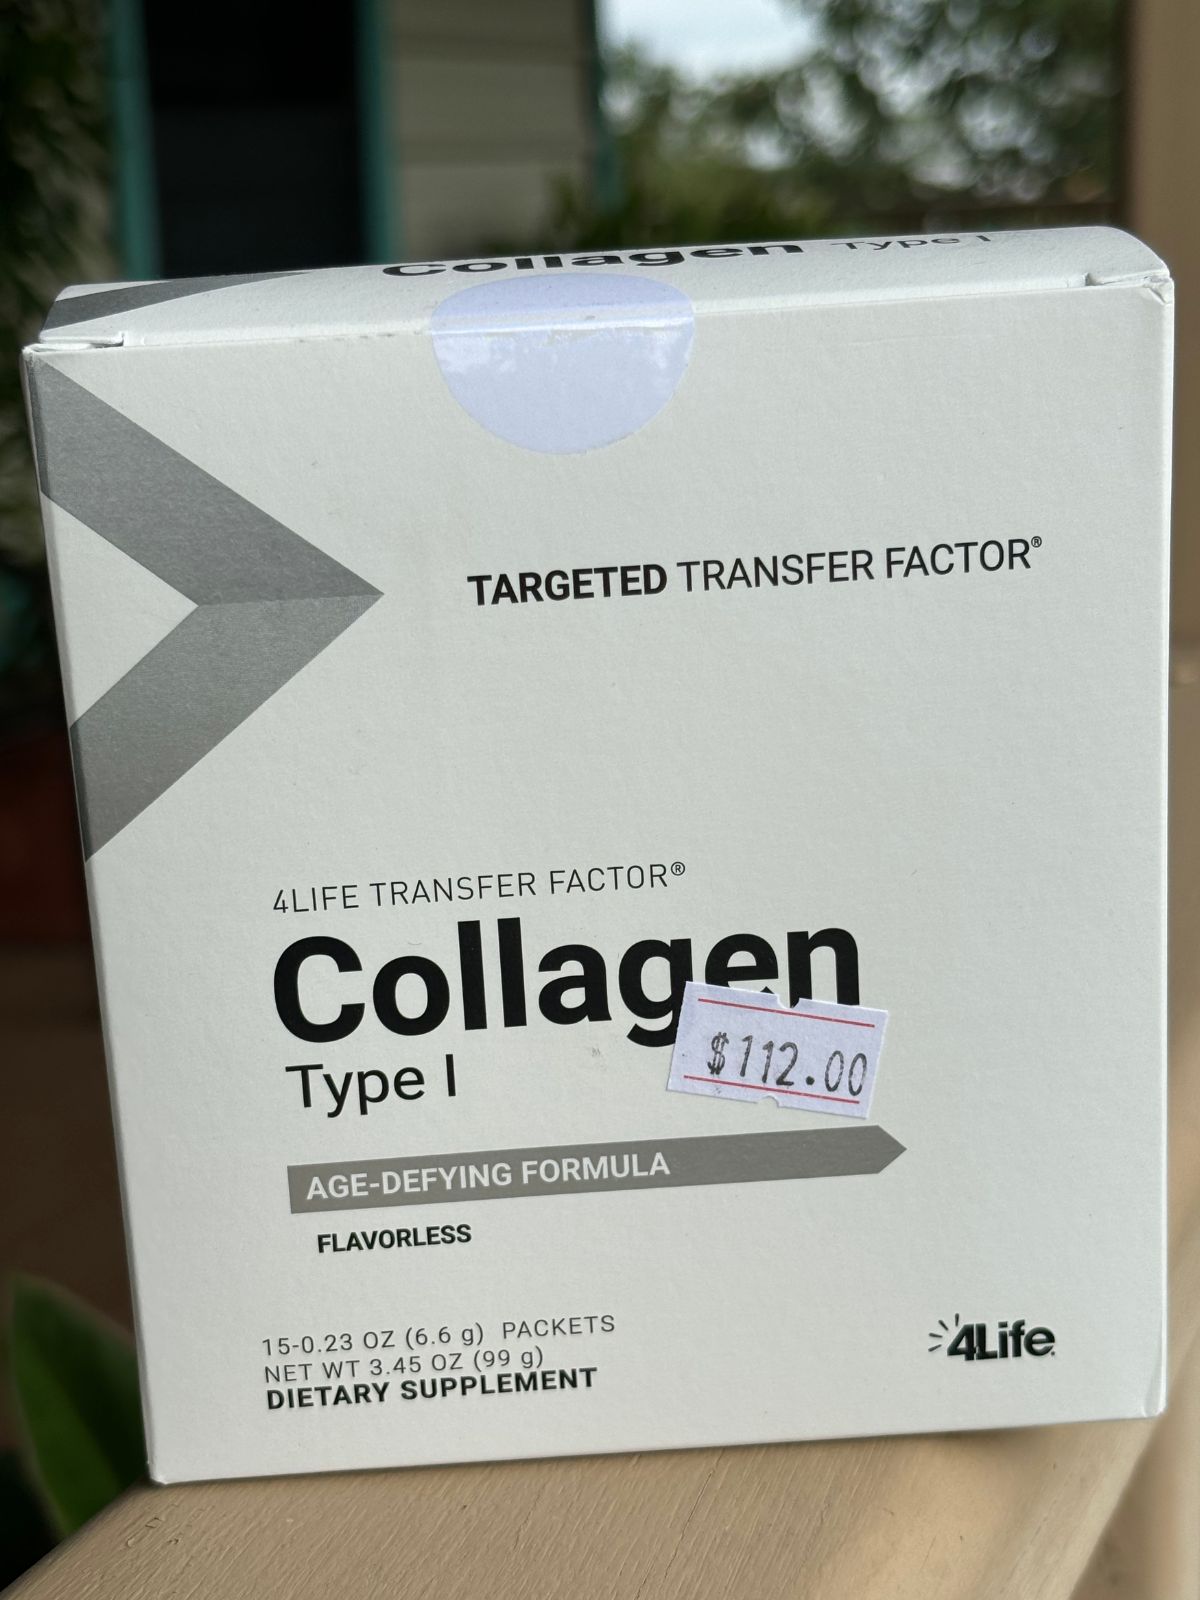 Collagen Type I
TARGETED TRANSFER FACTOR®
4LIFE TRANSFER FACTOR®
Collagen
$112.00
Type I
AGE-DEFYING FORMULA
FLAVORLESS
15-0.23 OZ (6.6 g) PACKETS
NET WT 3.45 OZ (99 g)
DIETARY SUPPLEMENT
4Life